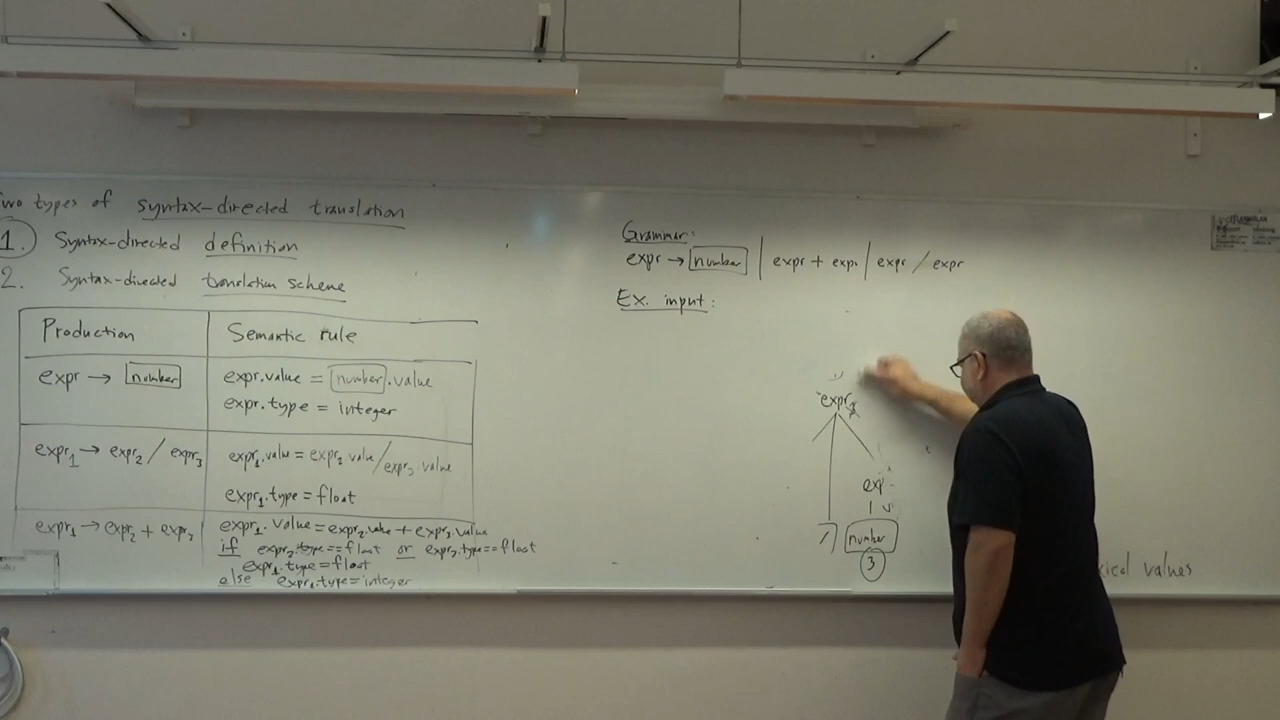 Two types of syntax-directed translation
1. Syntax-directed definition
2. Syntax-directed translation scheme
Production Semantic rule
expr → number expr.value = number.value
expr.type = integer
expr1 → expr2 / expr3 expr1.value = expr2.value/expr3.value
expr1.type = float
expr1 → expr2 + expr3 expr1.value = expr2.value + expr3.value
if expr2.type == float or expr3.type == float
expr1.type = float
else expr1.type = integer
Grammar:
expr → number | expr + expr | expr / expr
Ex. input:
expr
number
3
values